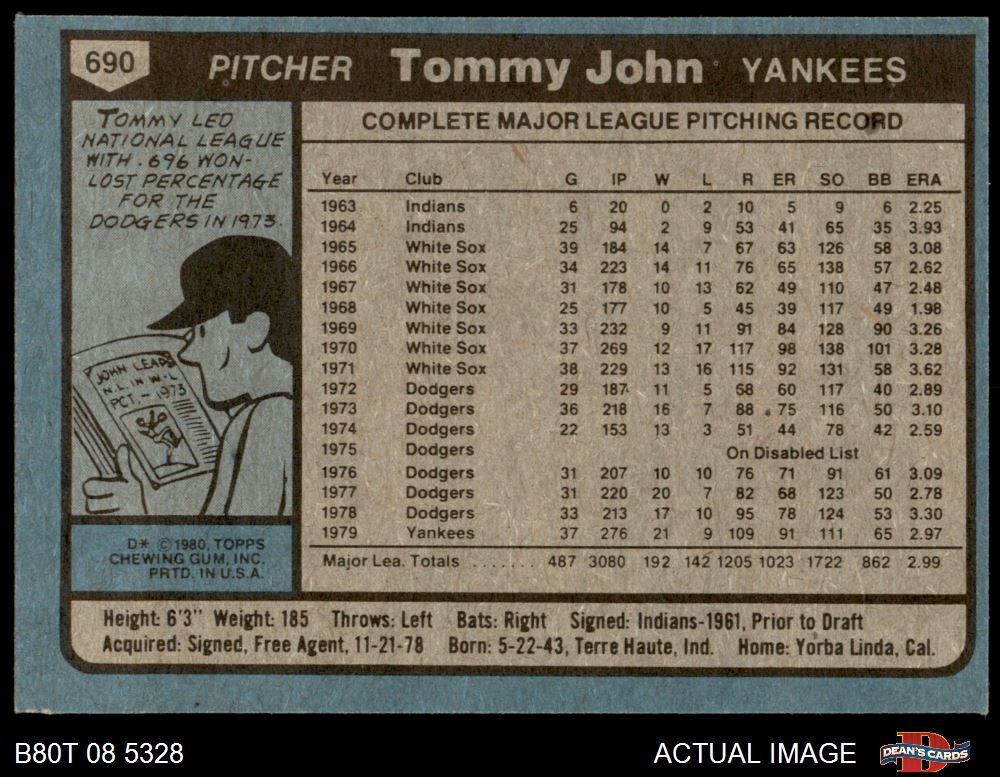 690 PITCHER Tommy John YANKEES
TOMMY LED
NATIONAL LEAGUE
WITH .696 WON-
LOST PERCENTAGE
FOR THE
DODGERS IN 1973.
JOHN LEADS
N.L. IN W-L
PCT. - 1973
D* © 1980, TOPPS
CHEWING GUM, INC.
PRTD. IN U.S.A.
COMPLETE MAJOR LEAGUE PITCHING RECORD
Year Club G IP W L R ER SO BB ERA
1963 Indians 6 20 0 2 10 5 9 6 2.25
1964 Indians 25 94 2 9 53 41 65 35 3.93
1965 White Sox 39 184 14 7 67 63 126 58 3.08
1966 White Sox 34 223 14 11 76 65 138 57 2.62
1967 White Sox 31 178 10 13 62 49 110 47 2.48
1968 White Sox 25 177 10 5 45 39 117 49 1.98
1969 White Sox 33 232 9 11 91 84 128 90 3.26
1970 White Sox 37 269 12 17 117 98 138 101 3.28
1971 White Sox 38 229 13 16 115 92 131 58 3.62
1972 Dodgers 29 187 11 5 68 60 117 40 2.89
1973 Dodgers 36 218 16 7 88 75 116 50 3.10
1974 Dodgers 22 153 13 3 51 44 78 42 2.59
1975 Dodgers On Disabled List
1976 Dodgers 31 207 10 10 76 71 91 61 3.09
1977 Dodgers 31 220 20 7 82 68 123 50 2.78
1978 Dodgers 33 213 17 10 95 78 124 53 3.30
1979 Yankees 37 276 21 9 109 91 111 65 2.97
Major Lea. Totals ....... 487 3080 192 142 1205 1023 1722 862 2.99
Height: 6'3" Weight: 185 Throws: Left Bats: Right Signed: Indians-1961, Prior to Draft
Acquired: Signed, Free Agent, 11-21-78 Born: 5-22-43, Terre Haute, Ind. Home: Yorba Linda, Cal.
B80T 08 5328 ACTUAL IMAGE DEAN'S CARDS